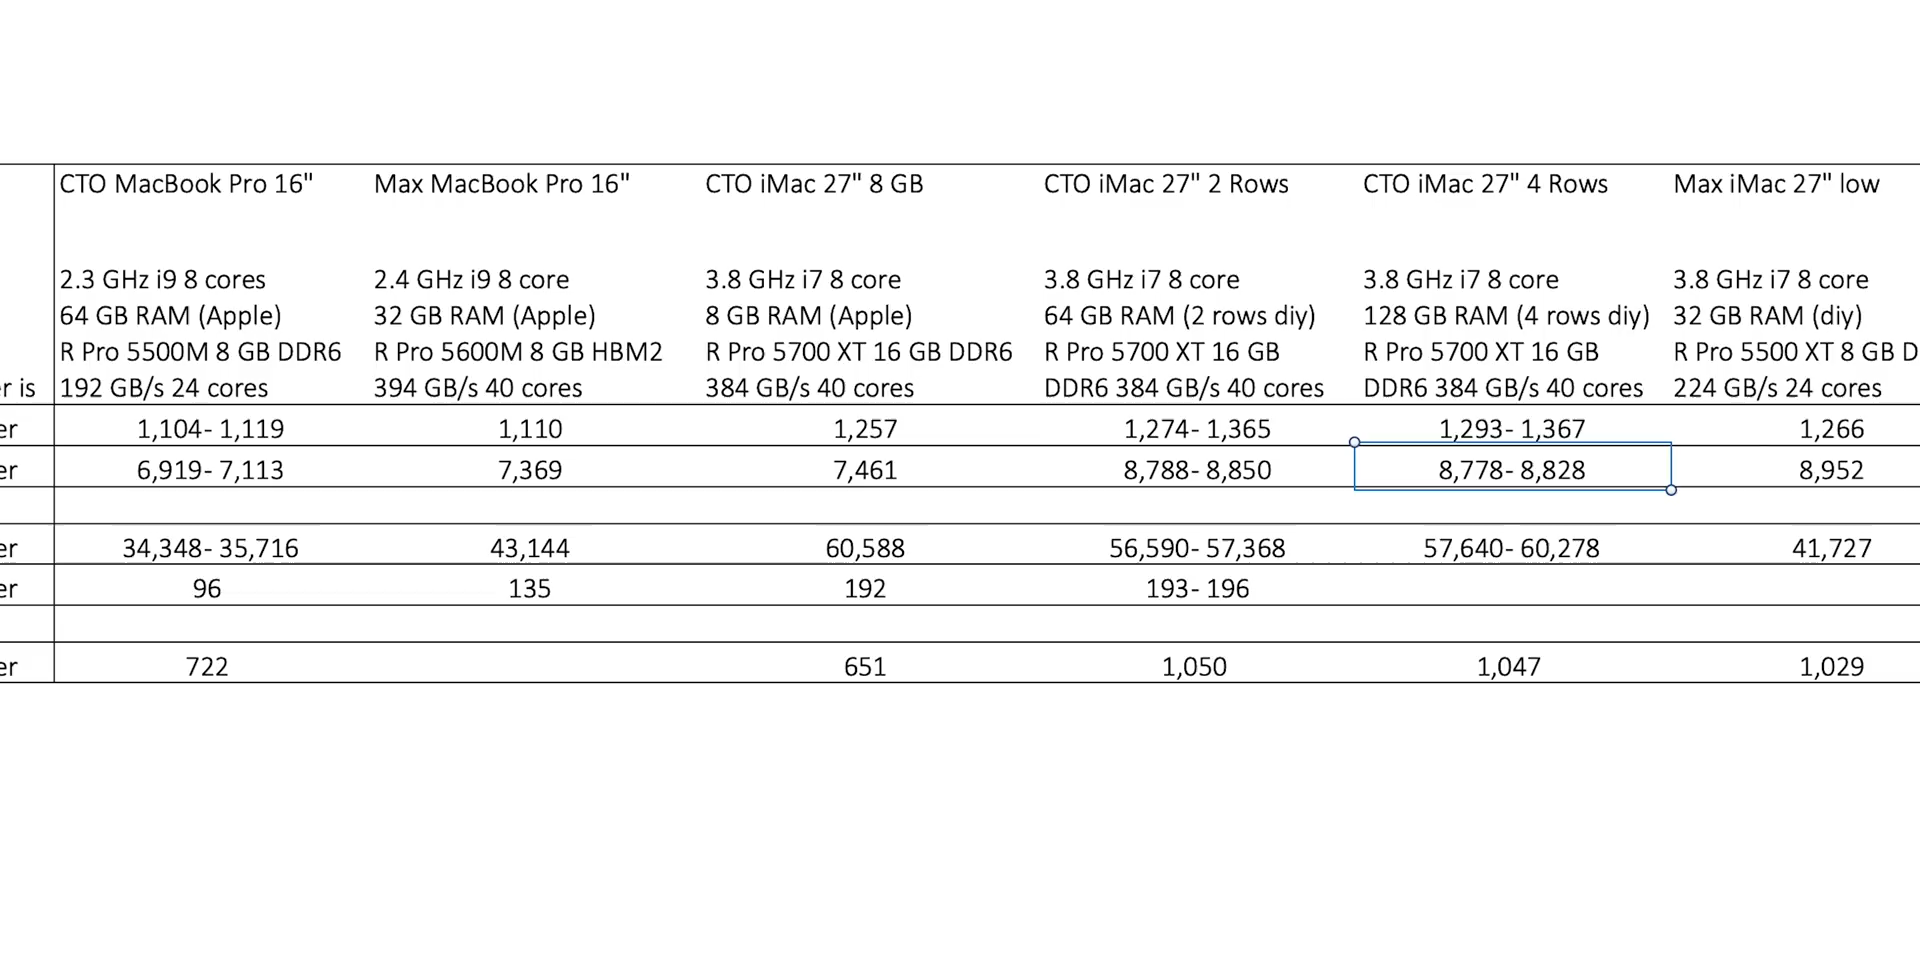 CTO MacBook Pro 16" Max MacBook Pro 16" CTO iMac 27" 8 GB CTO iMac 27" 2 Rows CTO iMac 27" 4 Rows Max iMac 27" low
2.3 GHz i9 8 cores 2.4 GHz i9 8 core 3.8 GHz i7 8 core 3.8 GHz i7 8 core 3.8 GHz i7 8 core 3.8 GHz i7 8 core
64 GB RAM (Apple) 32 GB RAM (Apple) 8 GB RAM (Apple) 64 GB RAM (2 rows diy) 128 GB RAM (4 rows diy) 32 GB RAM (diy)
R Pro 5500M 8 GB DDR6 R Pro 5600M 8 GB HBM2 R Pro 5700 XT 16 GB DDR6 R Pro 5700 XT 16 GB R Pro 5700 XT 16 GB R Pro 5500 XT 8 GB D
er is 192 GB/s 24 cores 394 GB/s 40 cores 384 GB/s 40 cores DDR6 384 GB/s 40 cores DDR6 384 GB/s 40 cores 224 GB/s 24 cores
er 1,104- 1,119 1,110 1,257 1,274- 1,365 1,293- 1,367 1,266
er 6,919- 7,113 7,369 7,461 8,788- 8,850 8,778- 8,828 8,952
er 34,348- 35,716 43,144 60,588 56,590- 57,368 57,640- 60,278 41,727
er 96 135 192 193- 196
er 722 651 1,050 1,047 1,029